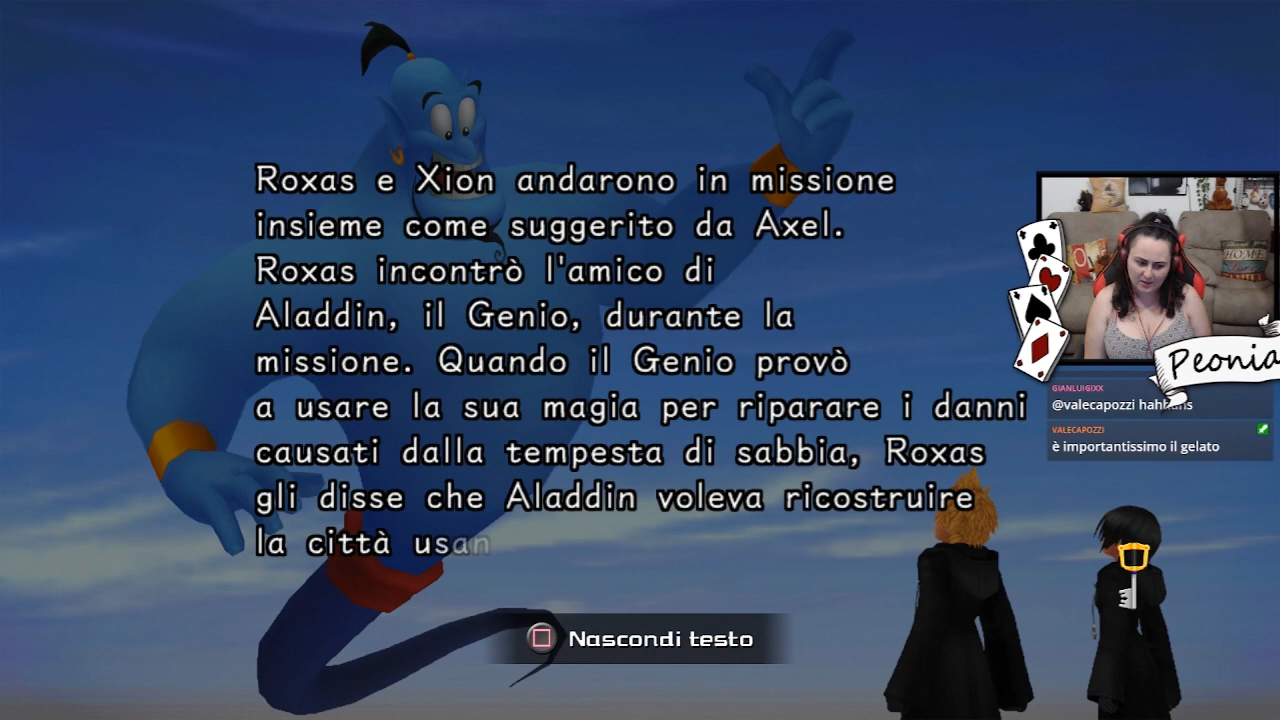 Roxas e Xion andarono in missione
insieme come suggerito da Axel.
Roxas incontrò l'amico di
Aladdin, il Genio, durante la
missione. Quando il Genio provò
a usare la sua magia per riparare i danni
causati dalla tempesta di sabbia, Roxas
gli disse che Aladdin voleva ricostruire
la città usan
Nascondi testo
HOME
Peonia
GIANLUIGIXX
@valecapozzi
VALECAPOZZI
è importantissimo il gelato